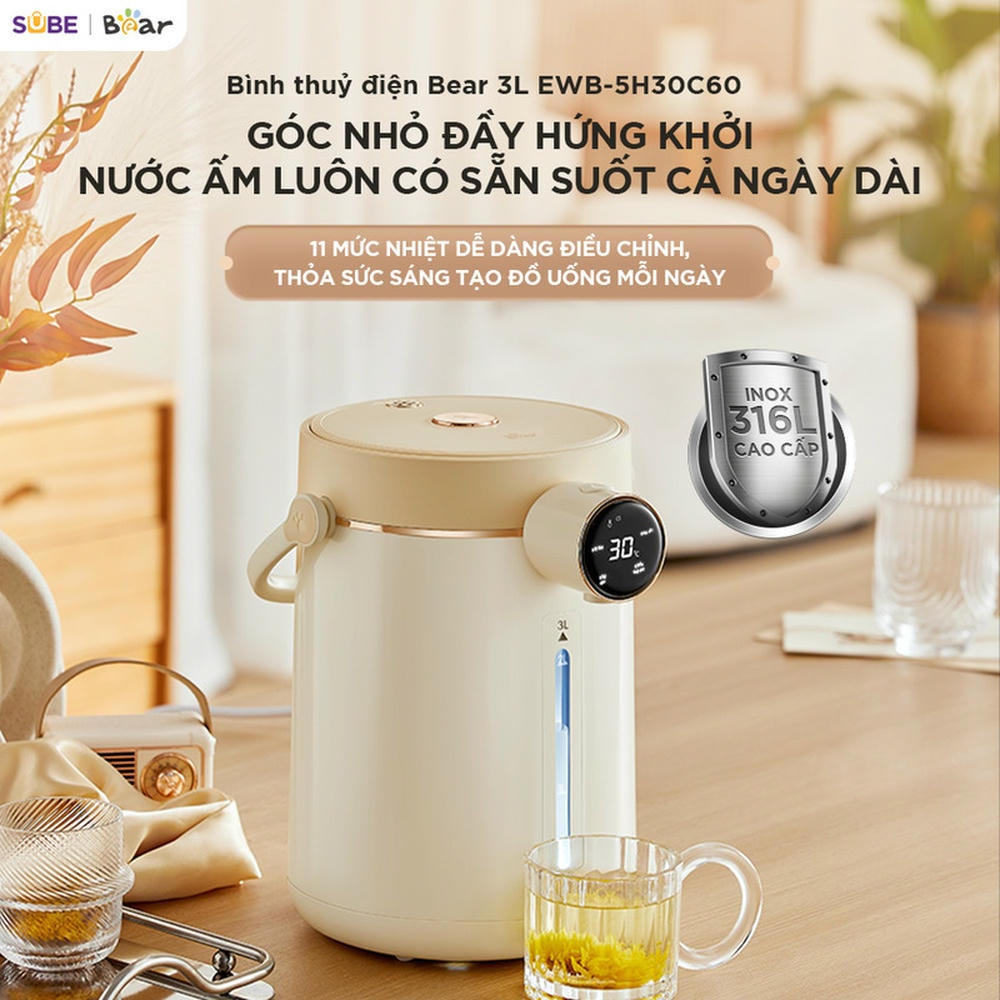 SUBE | Bear
Bình thuỷ điện Bear 3L EWB-5H30C60
GÓC NHỎ ĐẦY HỨNG KHỞI
NƯỚC ẤM LUÔN CÓ SẴN SUỐT CẢ NGÀY DÀI
11 MỨC NHIỆT DỄ DÀNG ĐIỀU CHỈNH,
THỎA SỨC SÁNG TẠO ĐỒ UỐNG MỖI NGÀY
INOX
316L
CAO CẤP
30°C
3L
2L